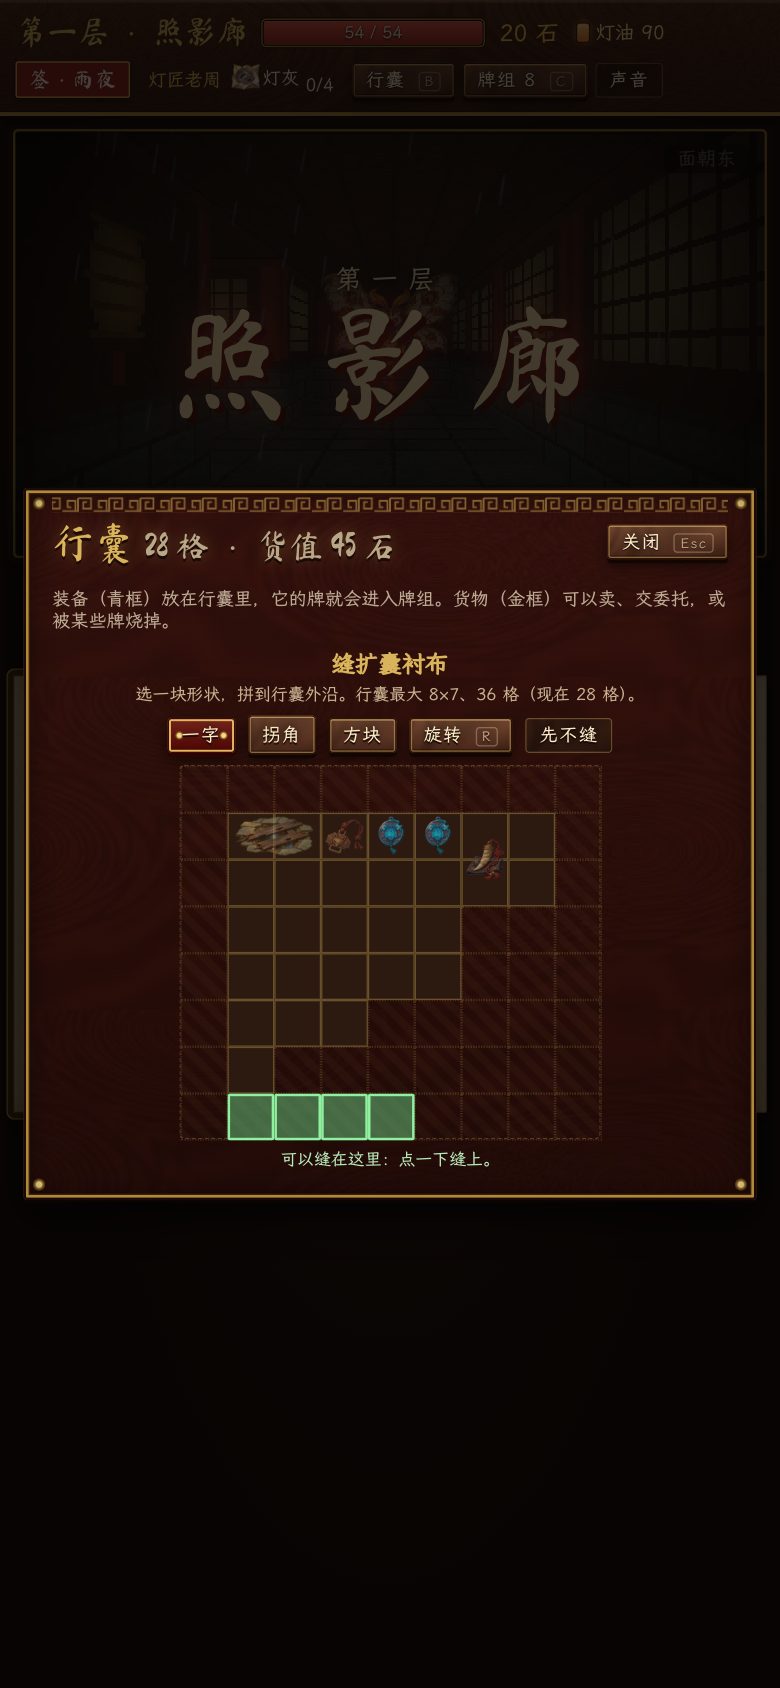 第一层 · 照影廊 54 / 54 20 石 灯油 90
签 · 雨夜 灯匠老周 灯灰 0/4 行囊 B 牌组 8 C 声音
面朝东
第一层
照影廊
行囊 28 格 · 货值 45 石 关闭 Esc
装备（青框）放在行囊里，它的牌就会进入牌组。货物（金框）可以卖、交委托，或
被某些牌烧掉。
缝扩囊衬布
选一块形状，拼到行囊外沿。行囊最大 8×7、36 格（现在 28 格）。
一字 拐角 方块 旋转 R 先不缝
可以缝在这里：点一下缝上。